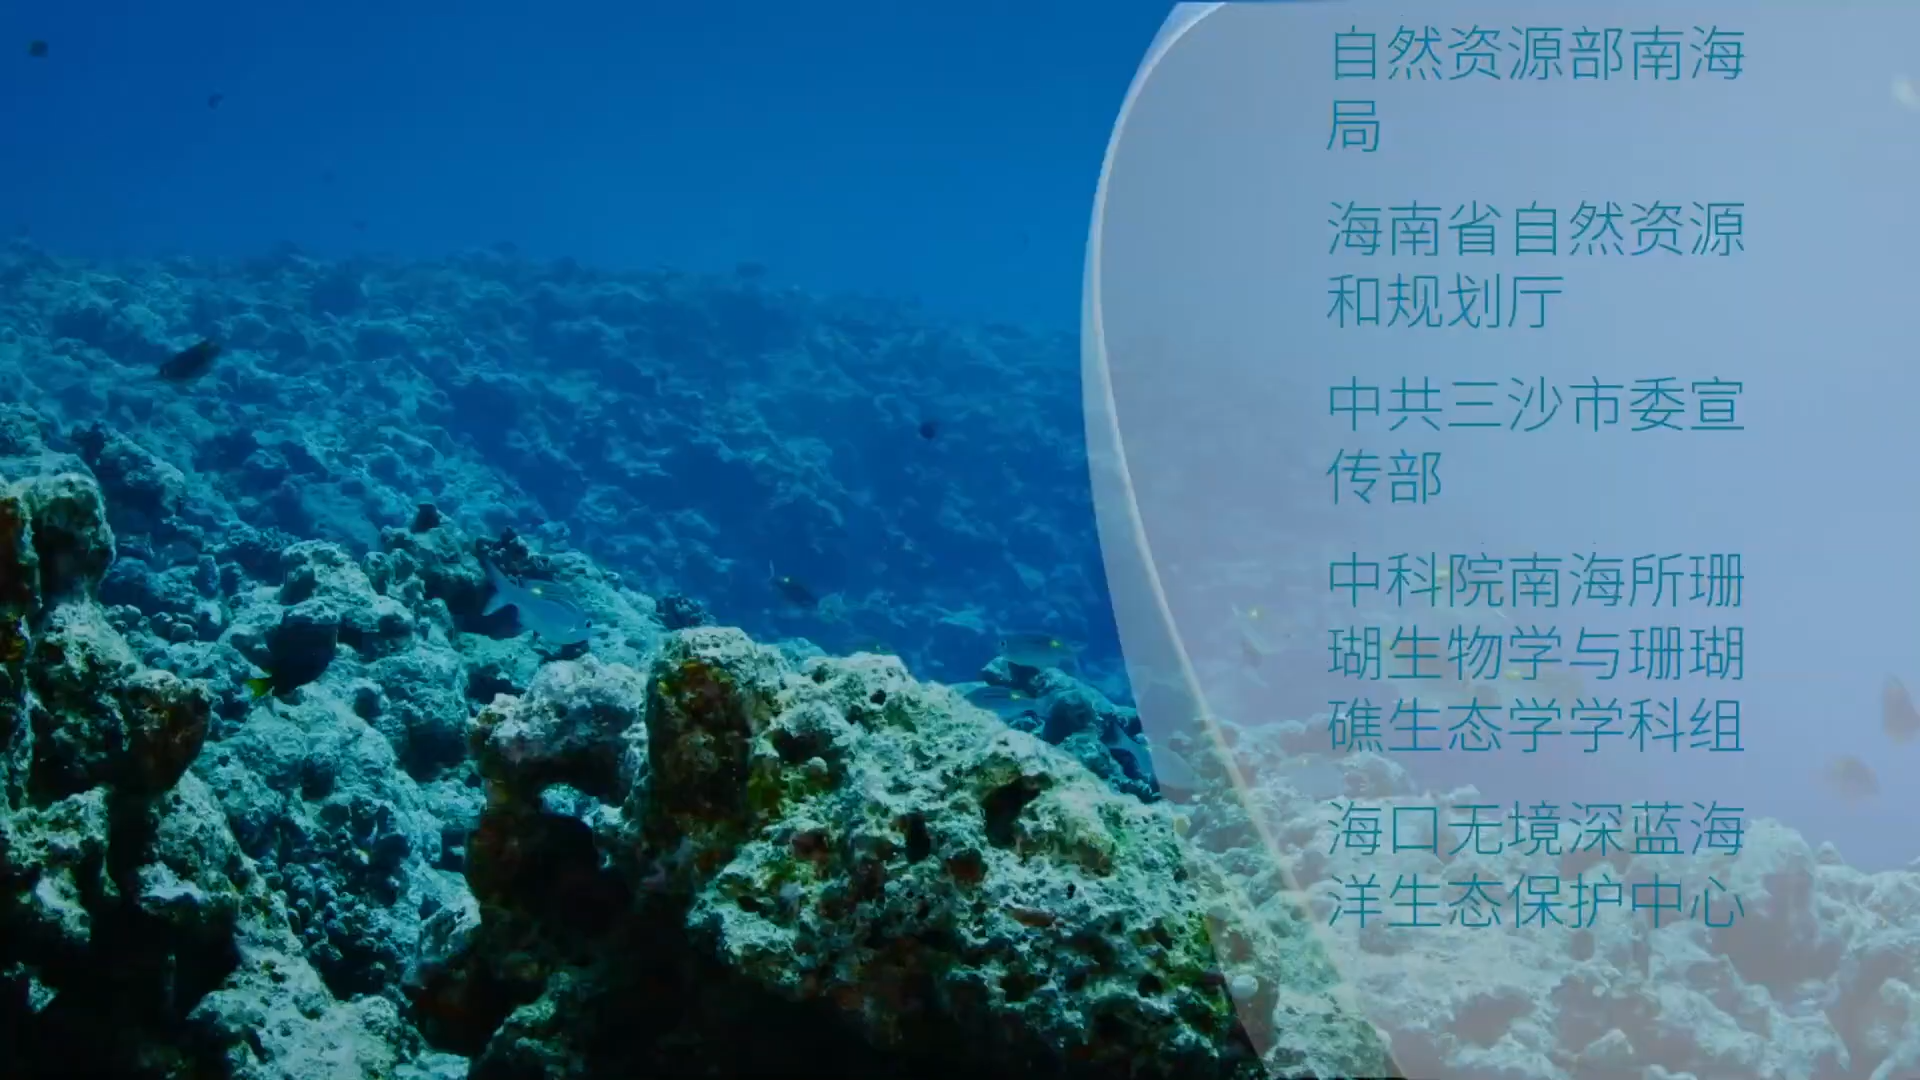 自然资源部南海
局
海南省自然资源
和规划厅
中共三沙市委宣
传部
中科院南海所珊
瑚生物学与珊瑚
礁生态学学科组
海口无境深蓝海
洋生态保护中心